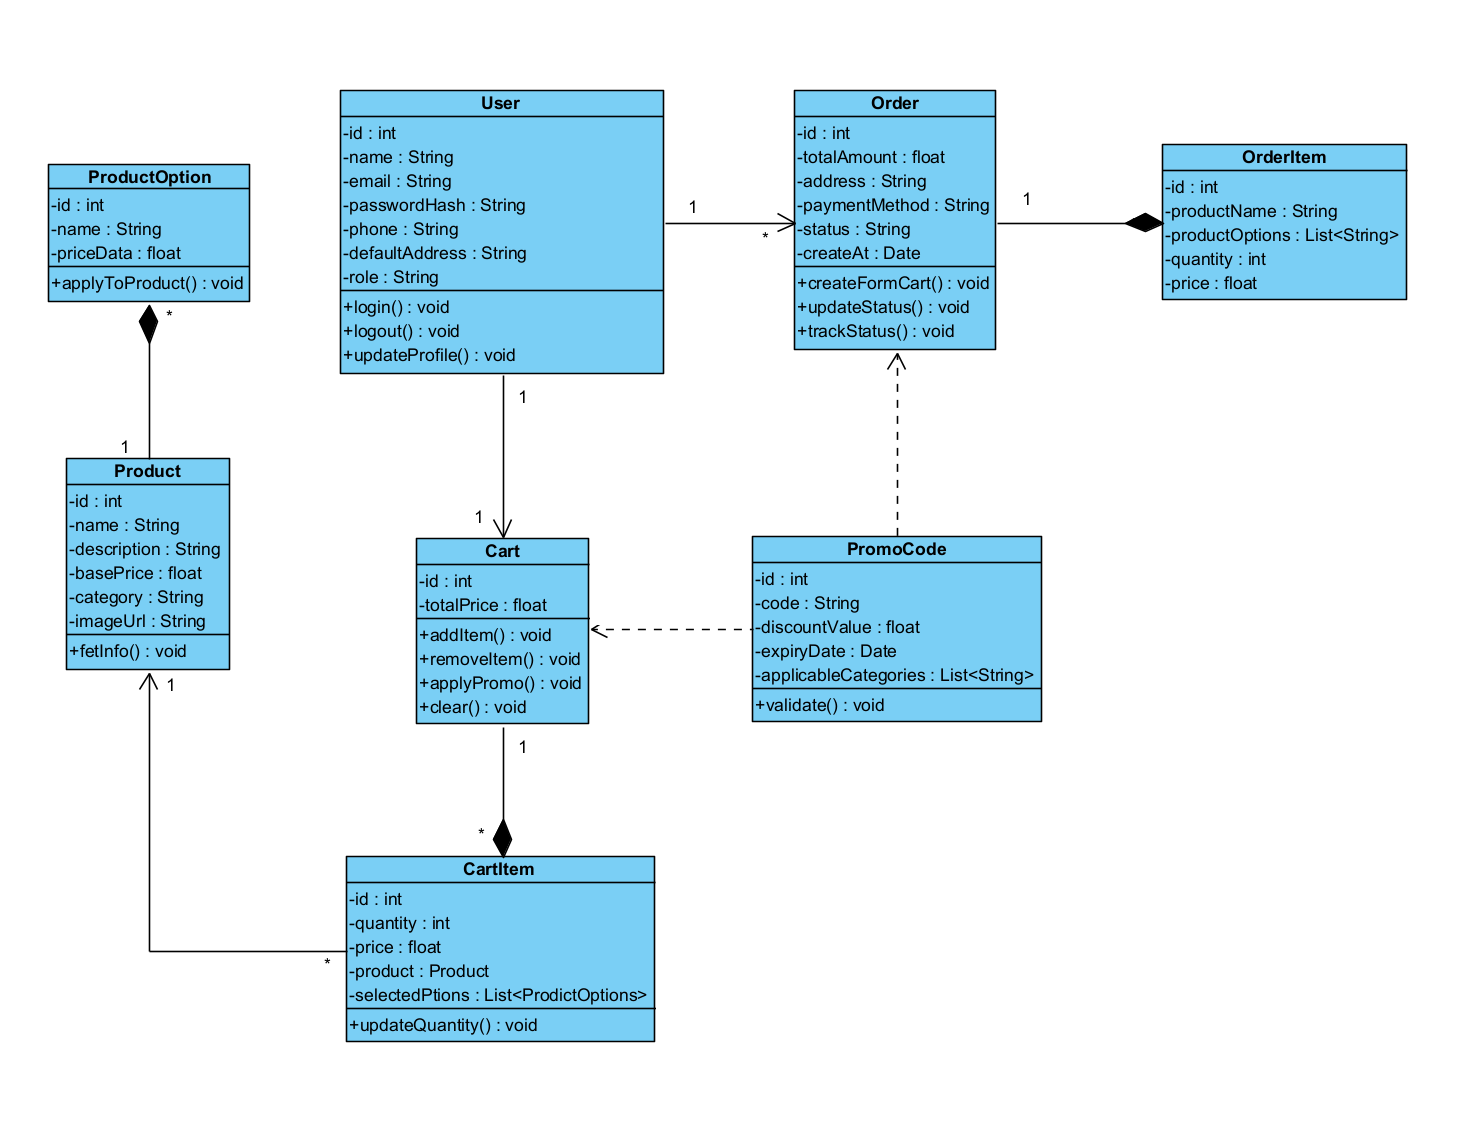 User
-id : int
-name : String
-email : String
-passwordHash : String
-phone : String
-defaultAddress : String
-role : String
+login() : void
+logout() : void
+updateProfile() : void
1
*
Order
-id : int
-totalAmount : float
-address : String
-paymentMethod : String
-status : String
-createAt : Date
+createFormCart() : void
+updateStatus() : void
+trackStatus() : void
1
OrderItem
-id : int
-productName : String
-productOptions : List<String>
-quantity : int
-price : float
ProductOption
-id : int
-name : String
-priceData : float
+applyToProduct() : void
*
1
Product
-id : int
-name : String
-description : String
-basePrice : float
-category : String
-imageUrl : String
+fetInfo() : void
1
1
1
Cart
-id : int
-totalPrice : float
+addItem() : void
+removeItem() : void
+applyPromo() : void
+clear() : void
PromoCode
-id : int
-code : String
-discountValue : float
-expiryDate : Date
-applicableCategories : List<String>
+validate() : void
1
*
CartItem
-id : int
-quantity : int
-price : float
-product : Product
-selectedPtions : List<ProdictOptions>
+updateQuantity() : void
*